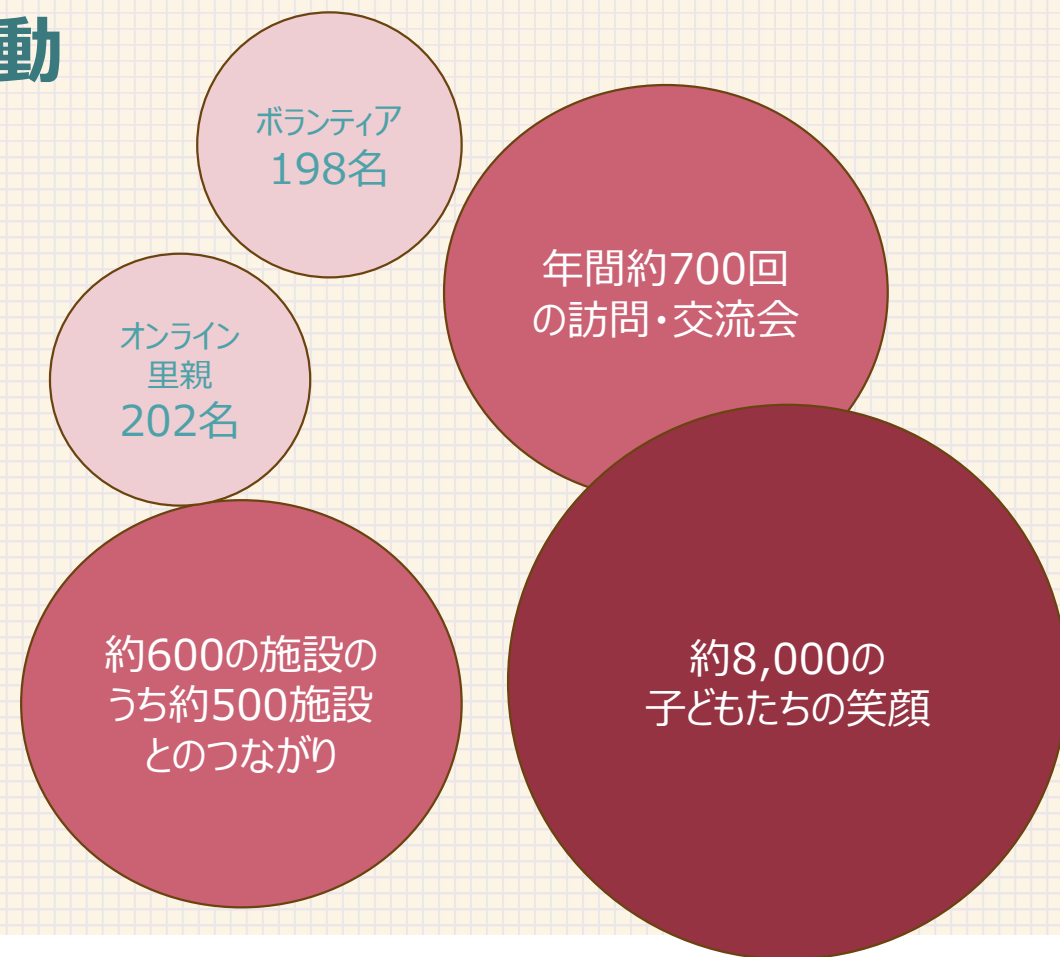 動
ボランティア
198名
年間約700回
の訪問・交流会
オンライン
里親
202名
約600の施設の
うち約500施設
とのつながり
約8,000の
子どもたちの笑顔